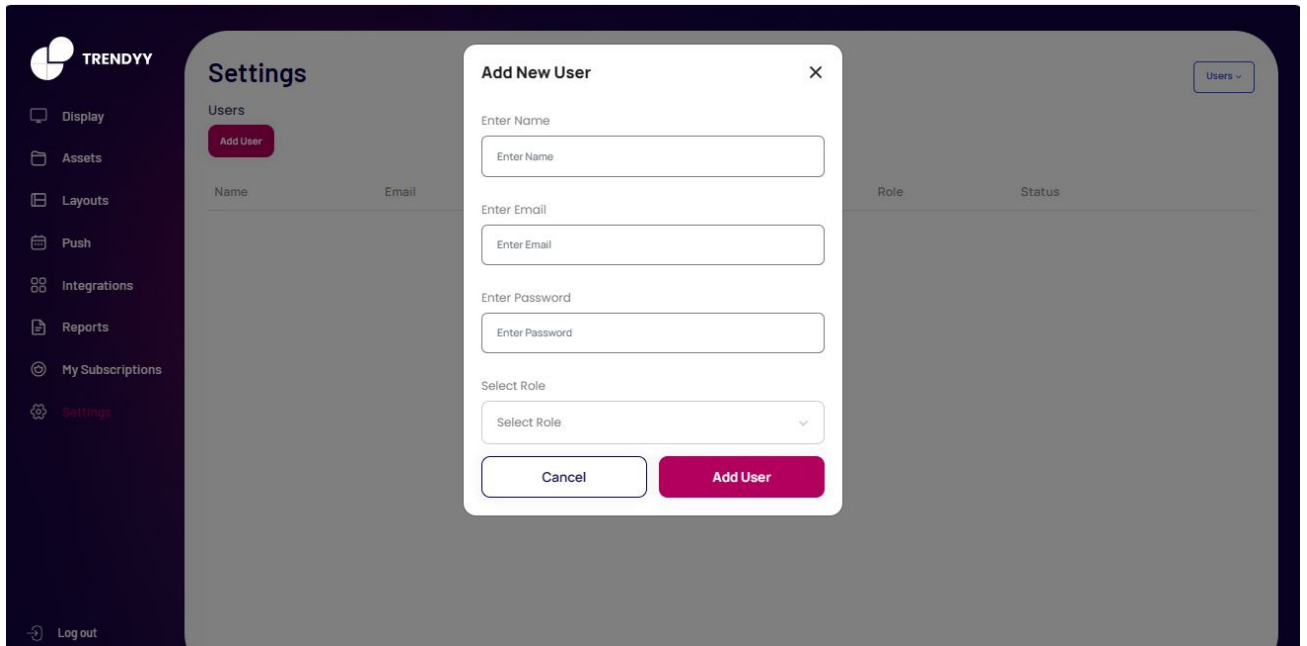 TRENDYY
Display
Assets
Layouts
Push
Integrations
Reports
My Subscriptions
Settings
Log out
Settings
Users
Users
Add User
Name Email Role Status
Add New User
Enter Name
Enter Name
Enter Email
Enter Email
Enter Password
Enter Password
Select Role
Select Role
Cancel Add User